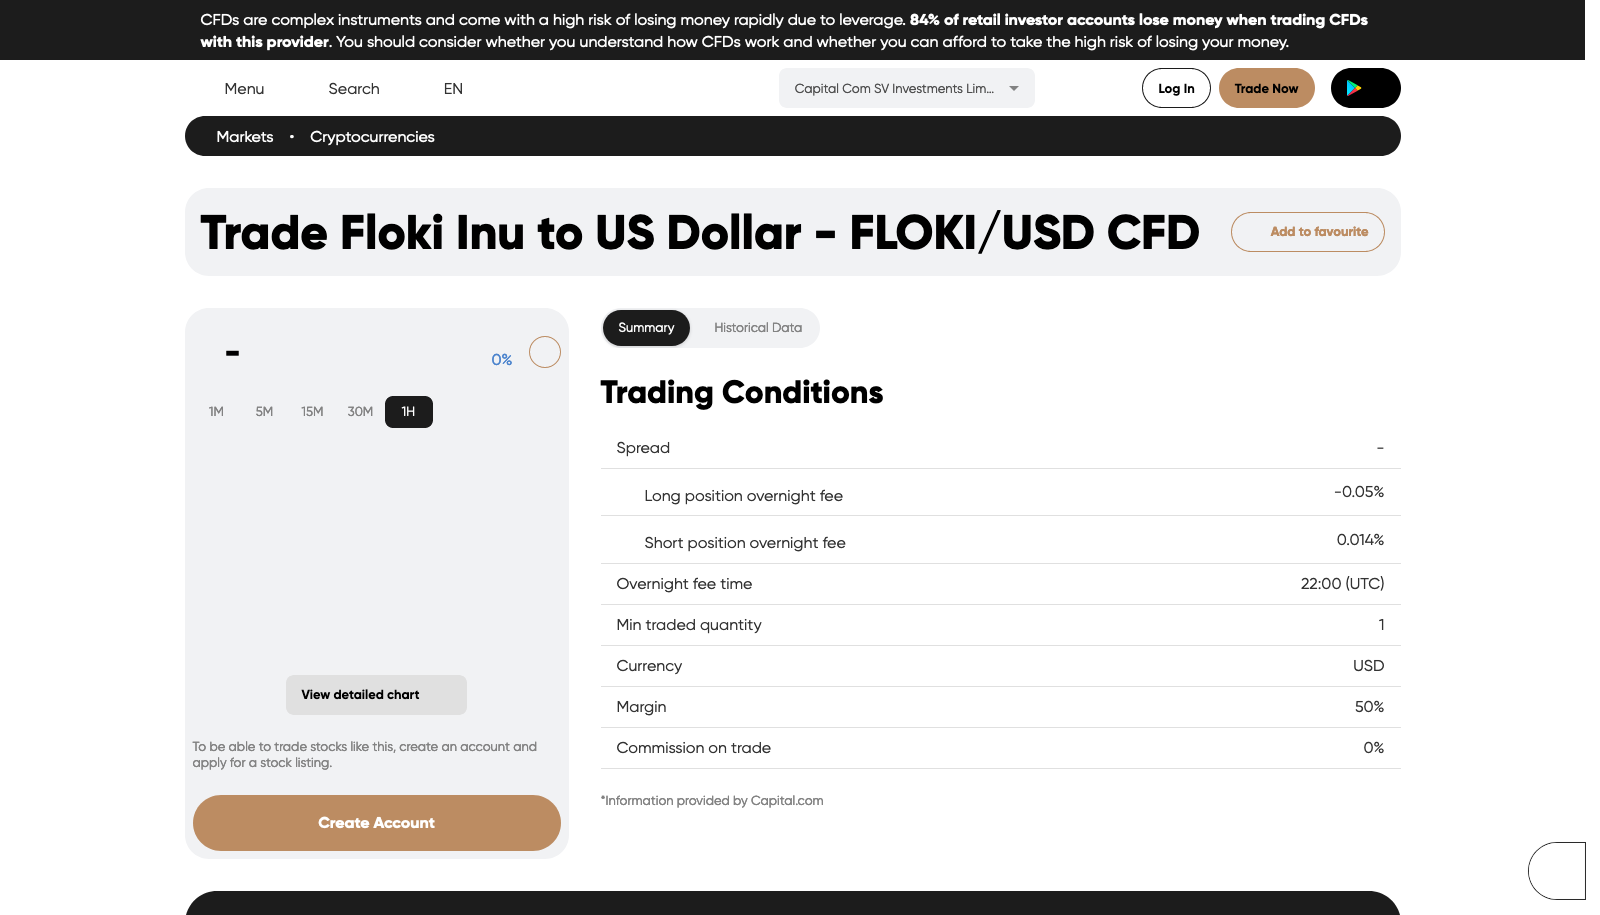 CFDs are complex instruments and come with a high risk of losing money rapidly due to leverage. 84% of retail investor accounts lose money when trading CFDs
with this provider. You should consider whether you understand how CFDs work and whether you can afford to take the high risk of losing your money.
Menu Search EN Capital Com SV Investments Lim... Log In Trade Now
Markets • Cryptocurrencies
Trade Floki Inu to US Dollar - FLOKI/USD CFD Add to favourite
- 0%
1M 5M 15M 30M 1H
View detailed chart
To be able to trade stocks like this, create an account and
apply for a stock listing.
Create Account
Summary Historical Data
Trading Conditions
Spread -
Long position overnight fee -0.05%
Short position overnight fee 0.014%
Overnight fee time 22:00 (UTC)
Min traded quantity 1
Currency USD
Margin 50%
Commission on trade 0%
*Information provided by Capital.com